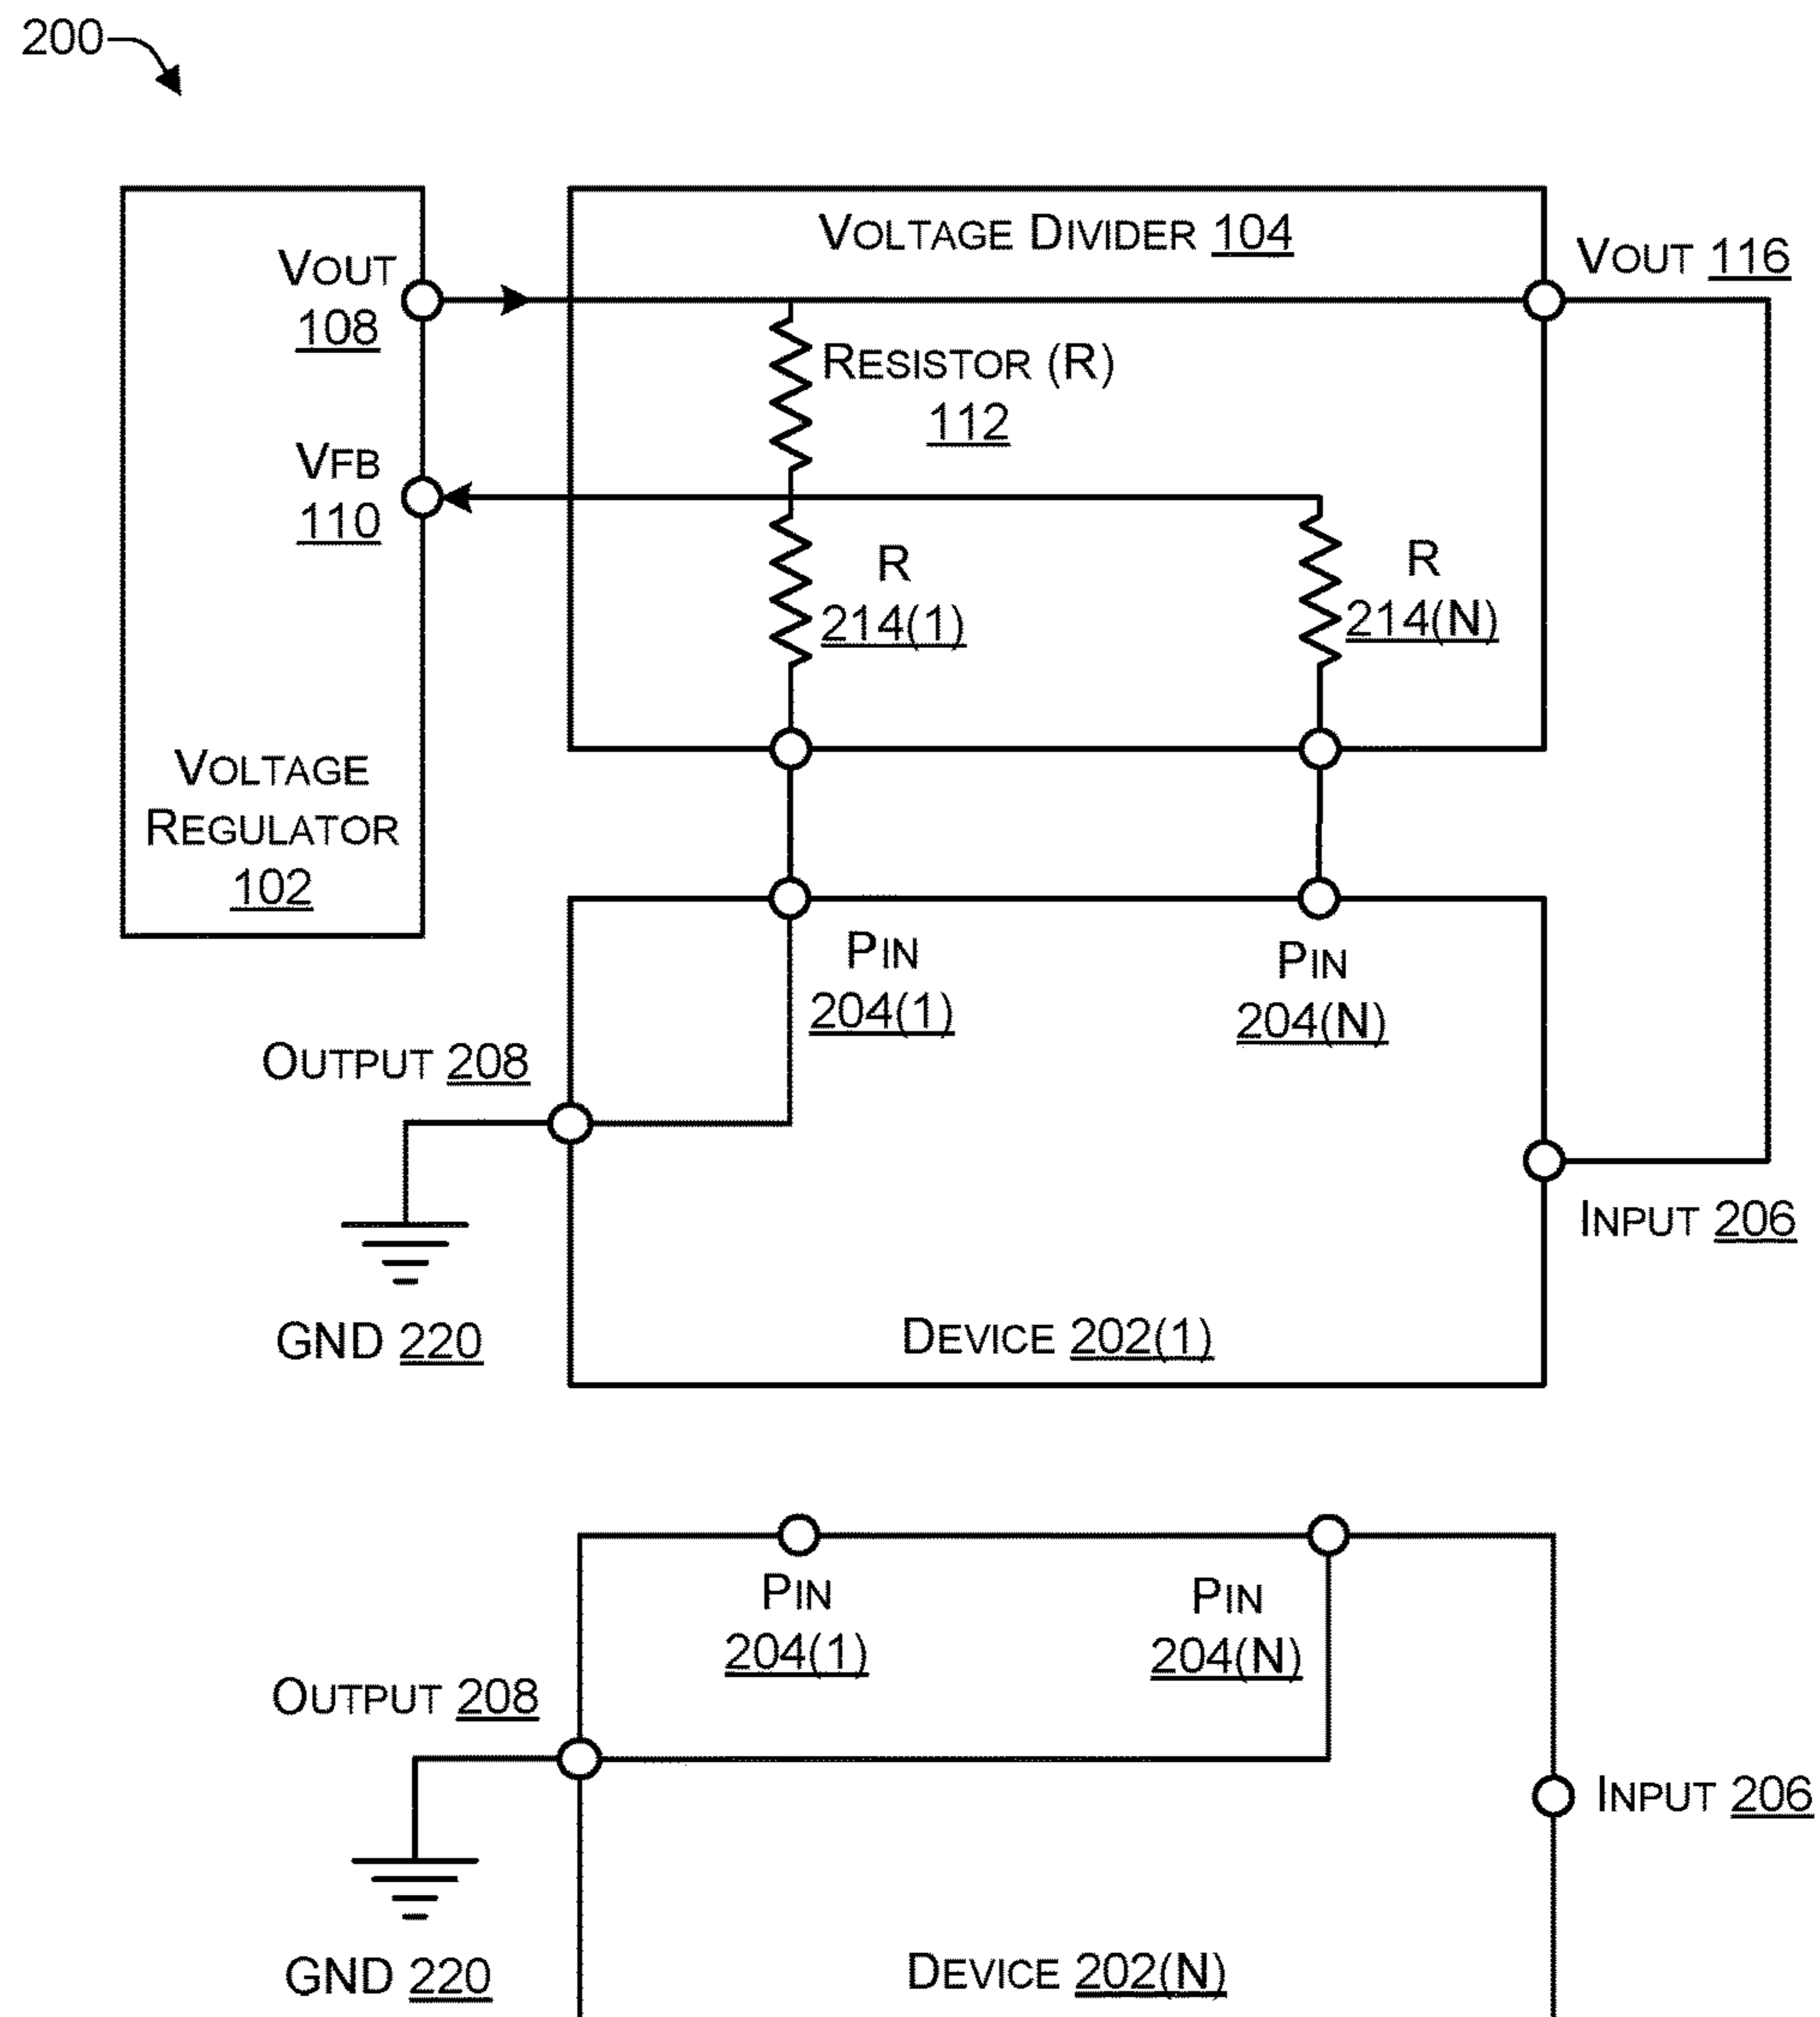 200
VOLTAGE DIVIDER 104
VOUT 116
VOUT
108
RESISTOR (R)
112
VFB
110
R
214(1)
R
214(N)
VOLTAGE
REGULATOR
102
PIN
204(1)
PIN
204(N)
OUTPUT 208
INPUT 206
GND 220
DEVICE 202(1)
PIN
204(1)
PIN
204(N)
OUTPUT 208
INPUT 206
GND 220
DEVICE 202(N)